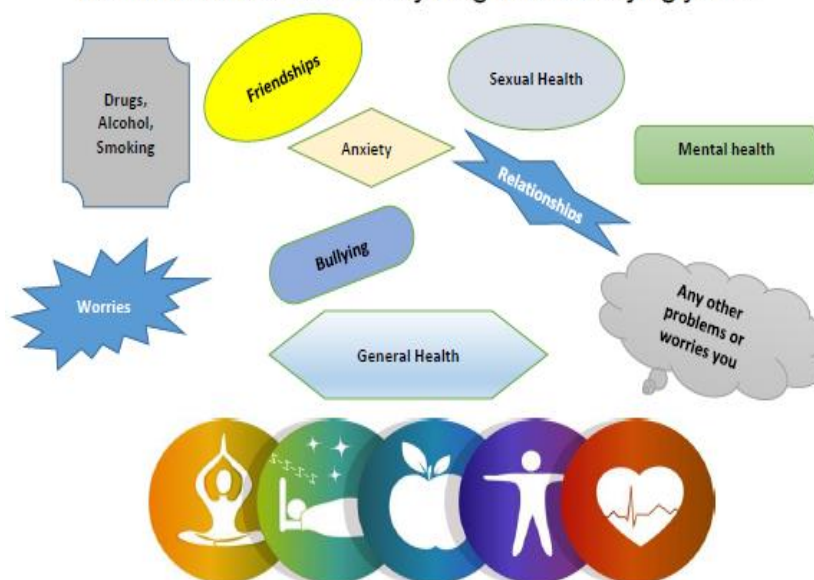 Friendships
Sexual Health
Drugs,
Alcohol,
Smoking
Anxiety
Mental health
Relationships
Bullying
Worries
Any other
problems or
worries you
General Health